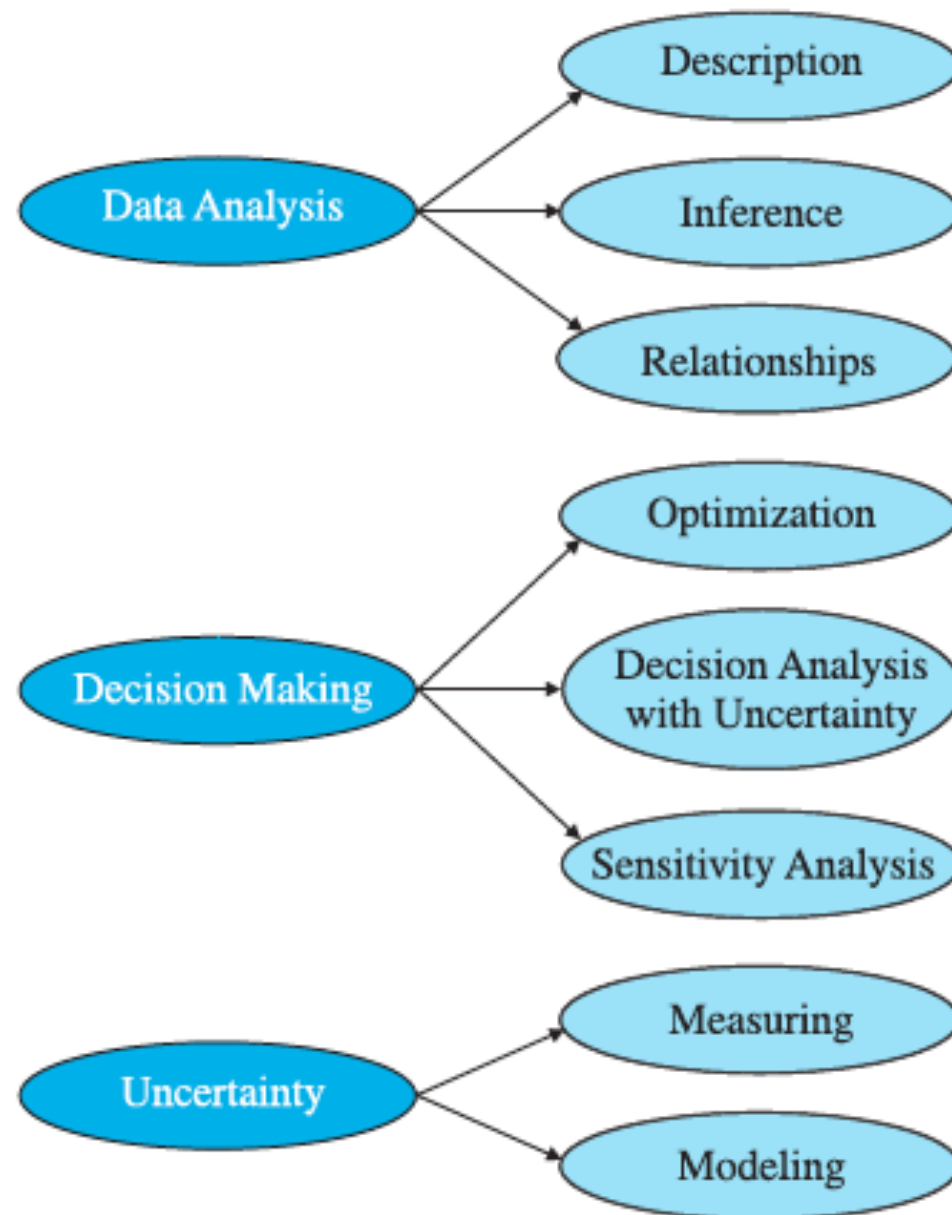 Data Analysis
Description
Inference
Relationships
Decision Making
Optimization
Decision Analysis
with Uncertainty
Sensitivity Analysis
Uncertainty
Measuring
Modeling